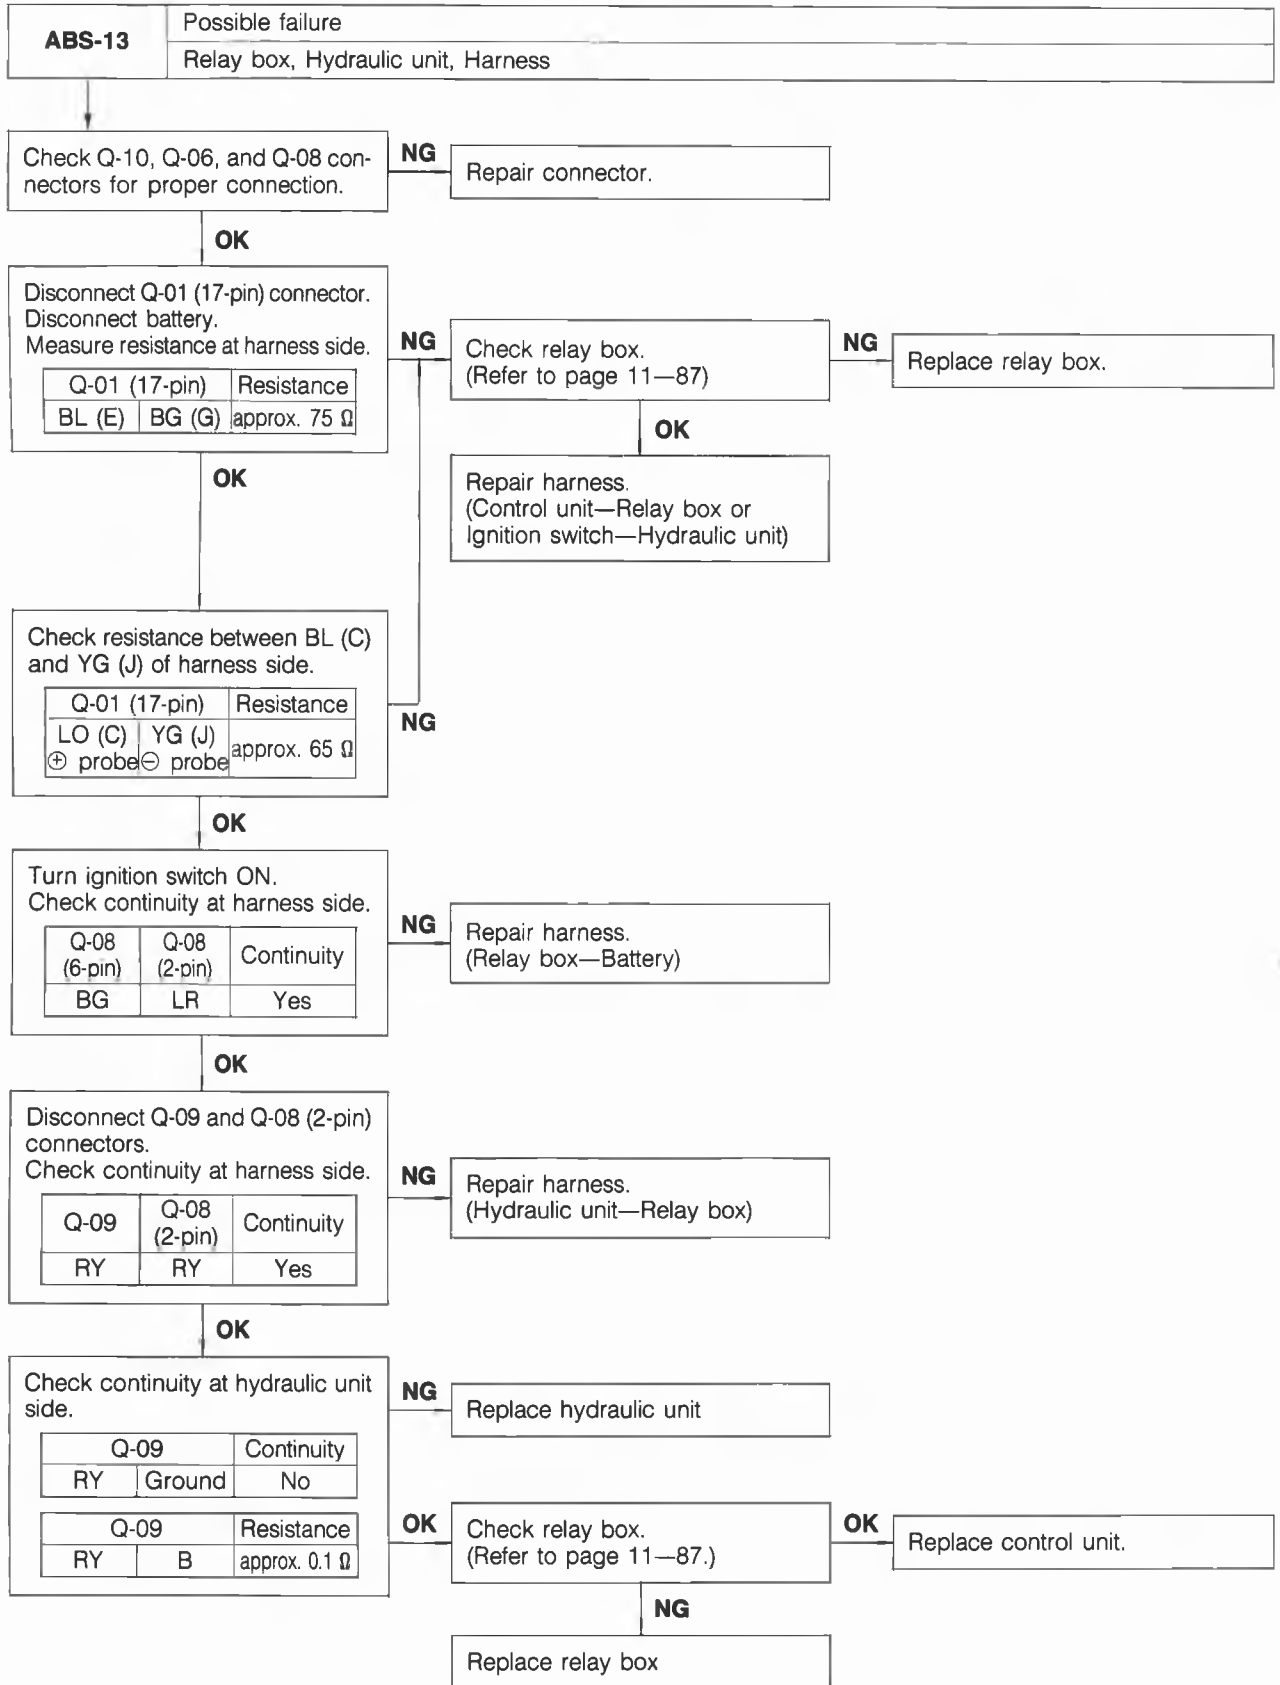 ABS-13
Possible failure
Relay box, Hydraulic unit, Harness
Check Q-10, Q-06, and Q-08 con-
nectors for proper connection.
NG
Repair connector.
OK
Disconnect Q-01 (17-pin) connector.
Disconnect battery.
Measure resistance at harness side.
Q-01 (17-pin) Resistance
BL (E) BG (G) approx. 75 Ω
NG
Check relay box.
(Refer to page 11—87)
NG
Replace relay box.
OK
Repair harness.
(Control unit—Relay box or
Ignition switch—Hydraulic unit)
OK
Check resistance between BL (C)
and YG (J) of harness side.
Q-01 (17-pin) Resistance
LO (C) YG (J) approx. 65 Ω
⊕ probe ⊖ probe
NG
OK
Turn ignition switch ON.
Check continuity at harness side.
Q-08 (6-pin) Q-08 (2-pin) Continuity
BG LR Yes
NG
Repair harness.
(Relay box—Battery)
OK
Disconnect Q-09 and Q-08 (2-pin)
connectors.
Check continuity at harness side.
Q-09 Q-08 (2-pin) Continuity
RY RY Yes
NG
Repair harness.
(Hydraulic unit—Relay box)
OK
Check continuity at hydraulic unit
side.
Q-09 Continuity
RY Ground No
Q-09 Resistance
RY B approx. 0.1 Ω
NG
Replace hydraulic unit
OK
Check relay box.
(Refer to page 11—87.)
OK
Replace control unit.
NG
Replace relay box